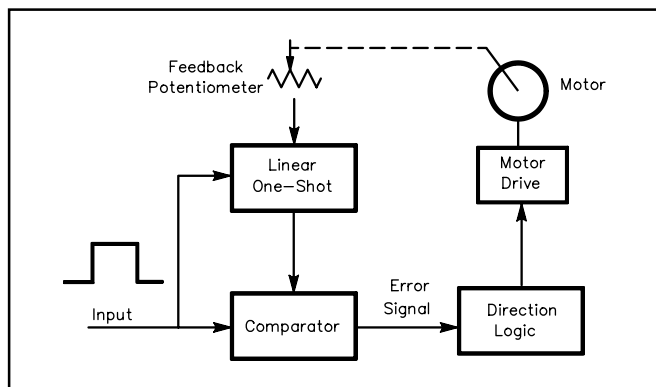 Feedback
Potentiometer
Motor
Linear
One-Shot
Motor
Drive
Input
Comparator
Error
Signal
Direction
Logic